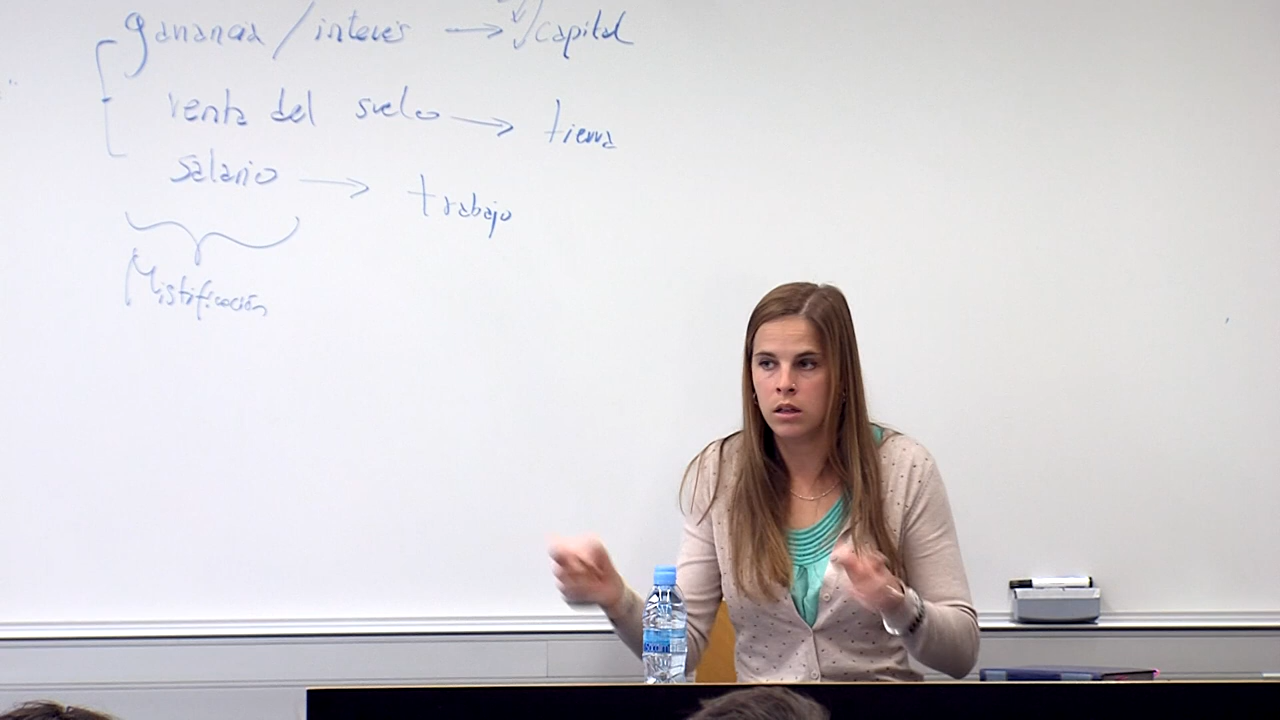 ganancia/interés → capital
renta del suelo → tierra
salario → trabajo
Mistificación